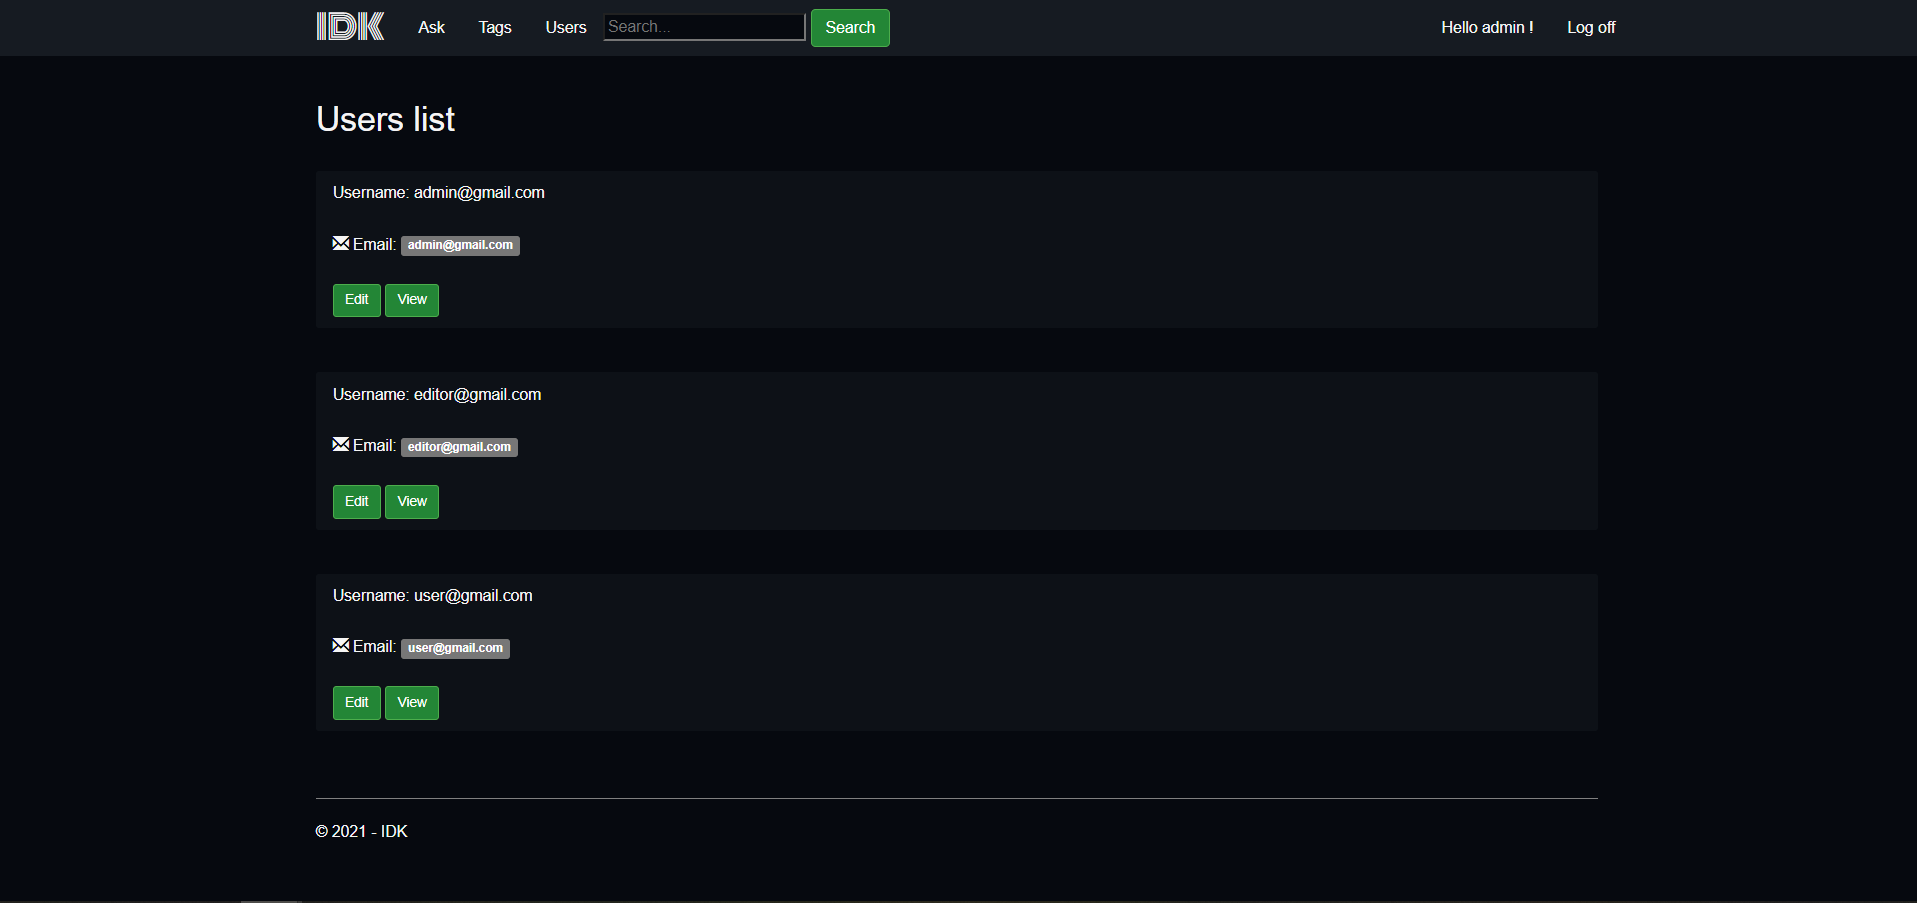 IDK Ask Tags Users Search... Search Hello admin ! Log off
Users list
Username: admin@gmail.com
Email: admin@gmail.com
Edit View
Username: editor@gmail.com
Email: editor@gmail.com
Edit View
Username: user@gmail.com
Email: user@gmail.com
Edit View
© 2021 - IDK